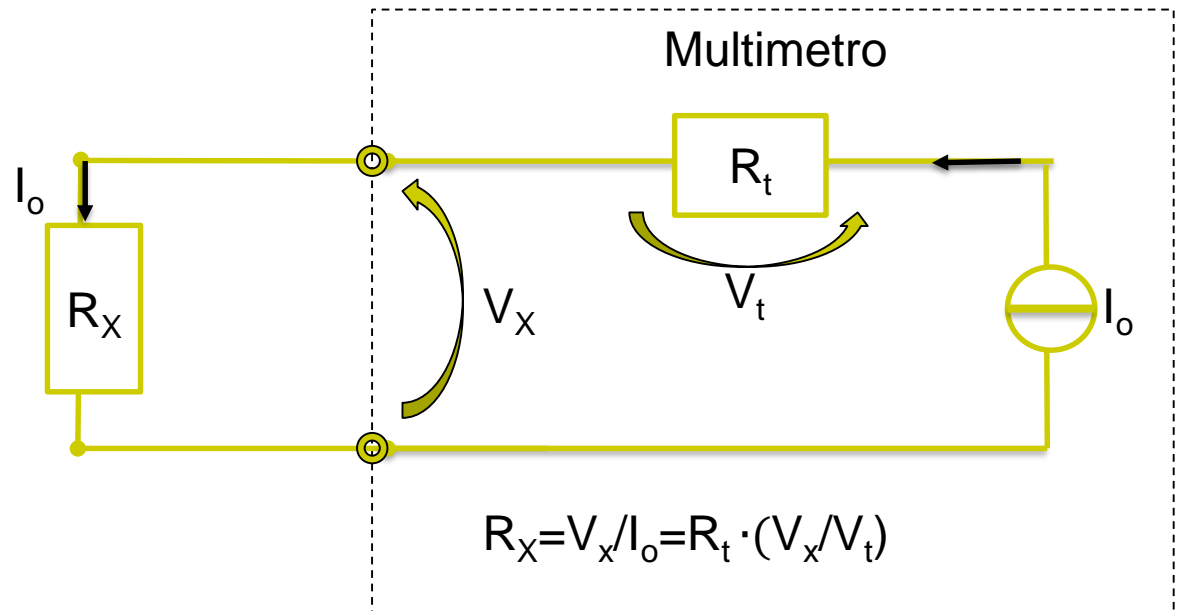 Multimetro
Rt
Io
RX
VX
Vt
Io
RX=Vx/Io=Rt·(Vx/Vt)